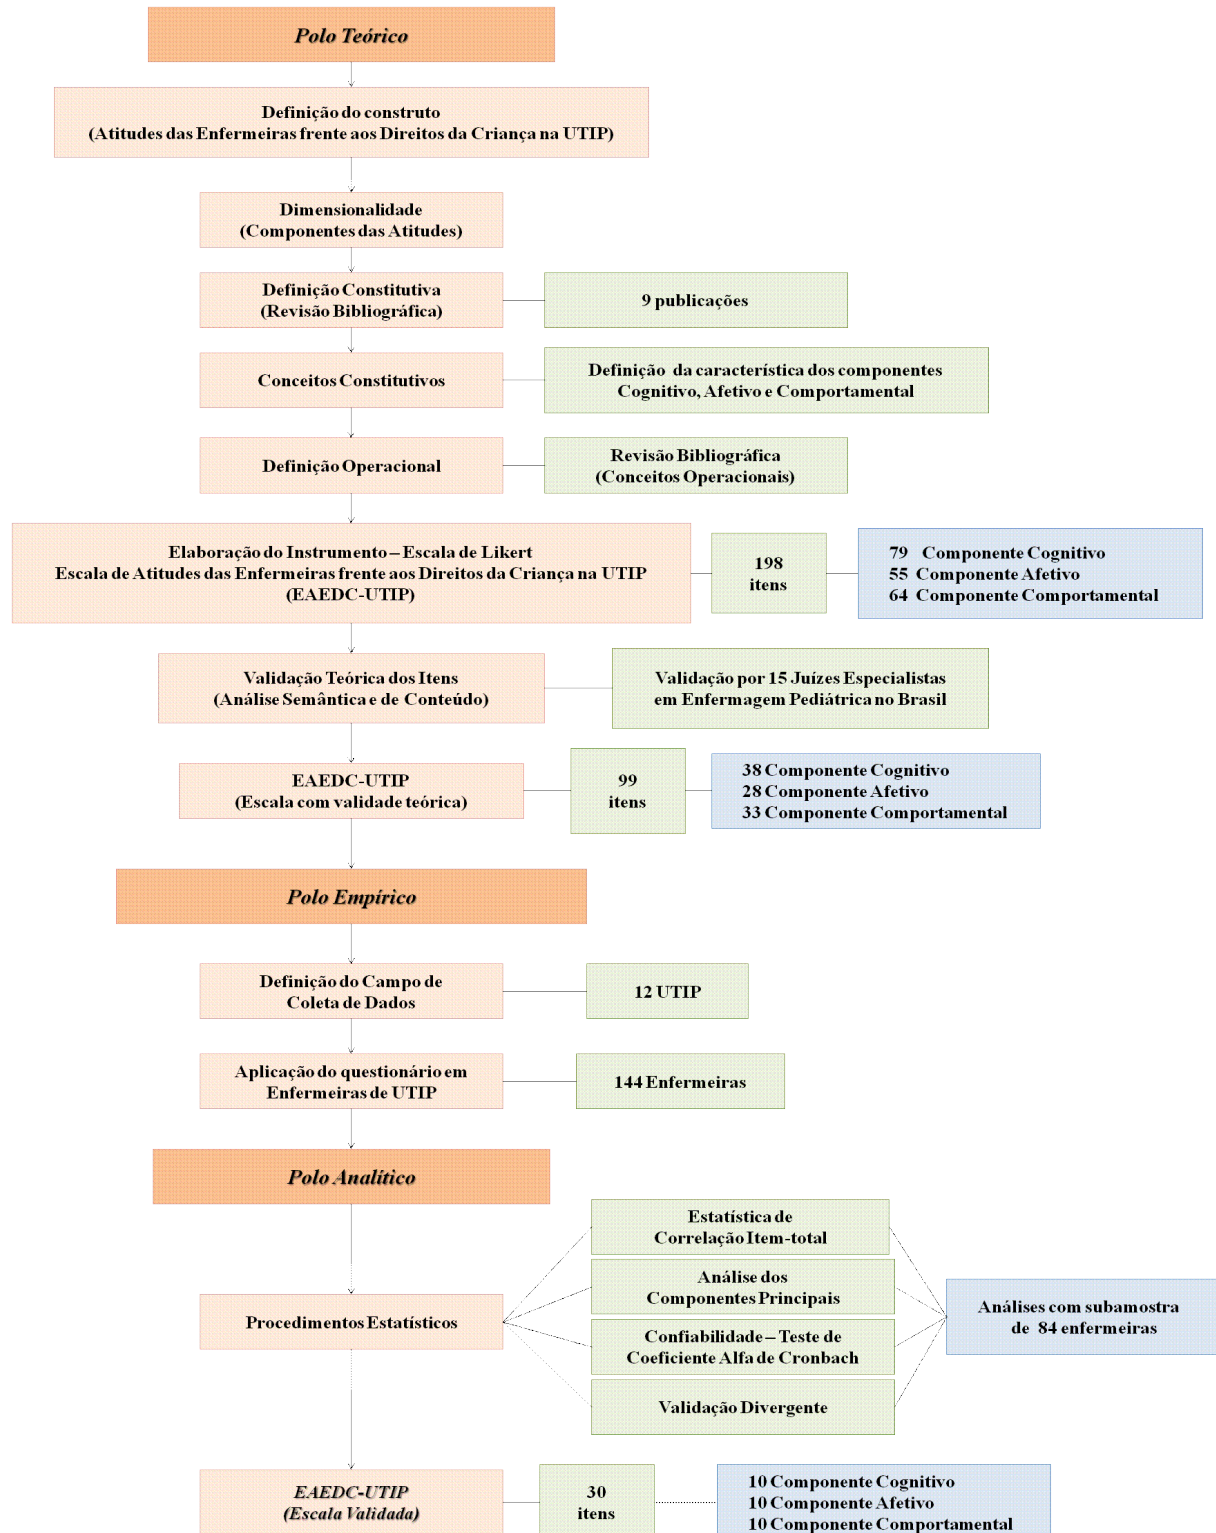 Polo Teórico
Definição do construto
(Atitudes das Enfermeiras frente aos Direitos da Criança na UTIP)
Dimensionalidade
(Componentes das Atitudes)
Definição Constitutiva
(Revisão Bibliográfica)
9 publicações
Conceitos Constitutivos
Definição da característica dos componentes
Cognitivo, Afetivo e Comportamental
Definição Operacional
Revisão Bibliográfica
(Conceitos Operacionais)
Elaboração do Instrumento – Escala de Likert
Escala de Atitudes das Enfermeiras frente aos Direitos da Criança na UTIP
(EAEDC-UTIP)
198
itens
79 Componente Cognitivo
55 Componente Afetivo
64 Componente Comportamental
Validação Teórica dos Itens
(Análise Semântica e de Conteúdo)
Validação por 15 Juízes Especialistas
em Enfermagem Pediátrica no Brasil
EAEDC-UTIP
(Escala com validade teórica)
99
itens
38 Componente Cognitivo
28 Componente Afetivo
33 Componente Comportamental
Polo Empírico
Definição do Campo de
Coleta de Dados
12 UTIP
Aplicação do questionário em
Enfermeiras de UTIP
144 Enfermeiras
Polo Analítico
Procedimentos Estatísticos
Estatística de
Correlação Item-total
Análise dos
Componentes Principais
Confiabilidade – Teste de
Coeficiente Alfa de Cronbach
Validação Divergente
Análises com subamostra
de 84 enfermeiras
EAEDC-UTIP
(Escala Validada)
30
itens
10 Componente Cognitivo
10 Componente Afetivo
10 Componente Comportamental